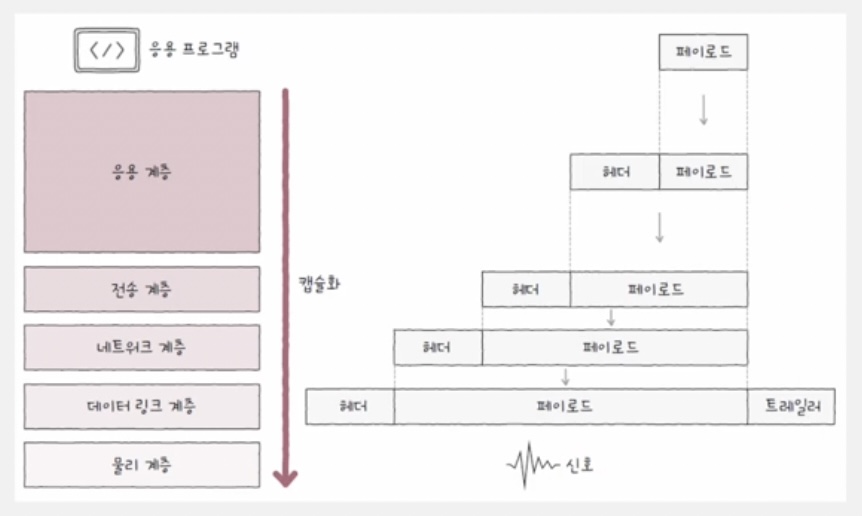 </> 응용 프로그램
페이로드
응용 계층
헤더 페이로드
전송 계층
캡슐화
헤더 페이로드
네트워크 계층
헤더 페이로드
데이터 링크 계층
헤더 페이로드 트레일러
물리 계층
신호